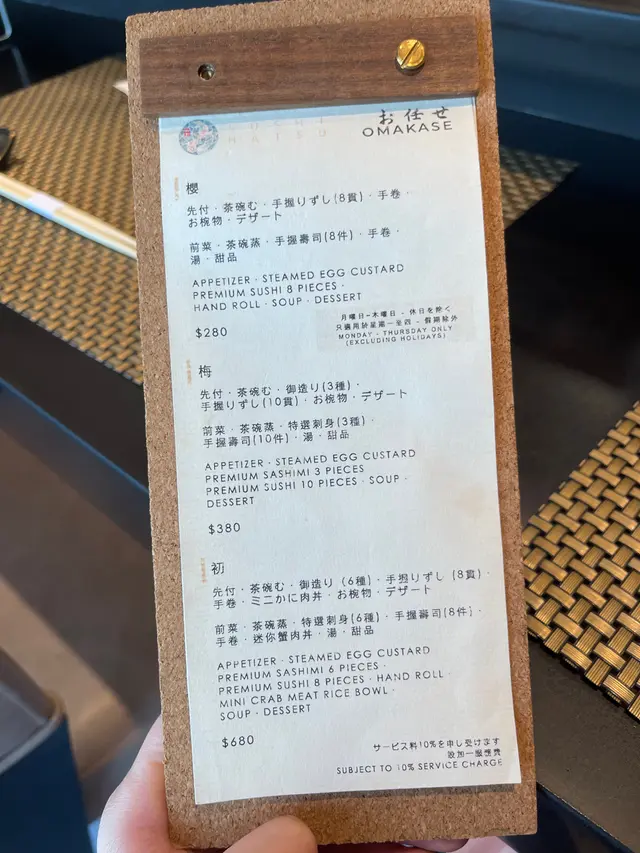 お任せ
OMAKASE
櫻
先付・茶碗む・手握りずし(8貫)・手巻・
お椀物・デザート
前菜・茶碗蒸・手握壽司(8件)・手巻・
湯・甜品
APPETIZER · STEAMED EGG CUSTARD
PREMIUM SUSHI 8 PIECES ·
HAND ROLL · SOUP · DESSERT
$280
月曜日~木曜日 - 休日を除く
只適用於星期一至四 - 假期除外
MONDAY - THURSDAY ONLY
(EXCLUDING HOLIDAYS)
梅
先付・茶碗む・御造り(3種)・
手握りずし(10貫)・お椀物・デザート
前菜・茶碗蒸・特選刺身(3種)・
手握壽司(10件)・湯・甜品
APPETIZER · STEAMED EGG CUSTARD
PREMIUM SASHIMI 3 PIECES
PREMIUM SUSHI 10 PIECES · SOUP ·
DESSERT
$380
初
先付・茶碗む・御造り (6種)・手握りずし (8貫)・
手巻・ミニかに肉丼・お椀物・デザート
前菜・茶碗蒸・特選刺身(6種)・手握壽司(8件)・
手巻・迷你蟹肉丼・湯・甜品
APPETIZER · STEAMED EGG CUSTARD
PREMIUM SASHIMI 6 PIECES ·
PREMIUM SUSHI 8 PIECES · HAND ROLL ·
MINI CRAB MEAT RICE BOWL ·
SOUP · DESSERT
$680
サービス料10%を申し受けます
設加一服務費
SUBJECT TO 10% SERVICE CHARGE